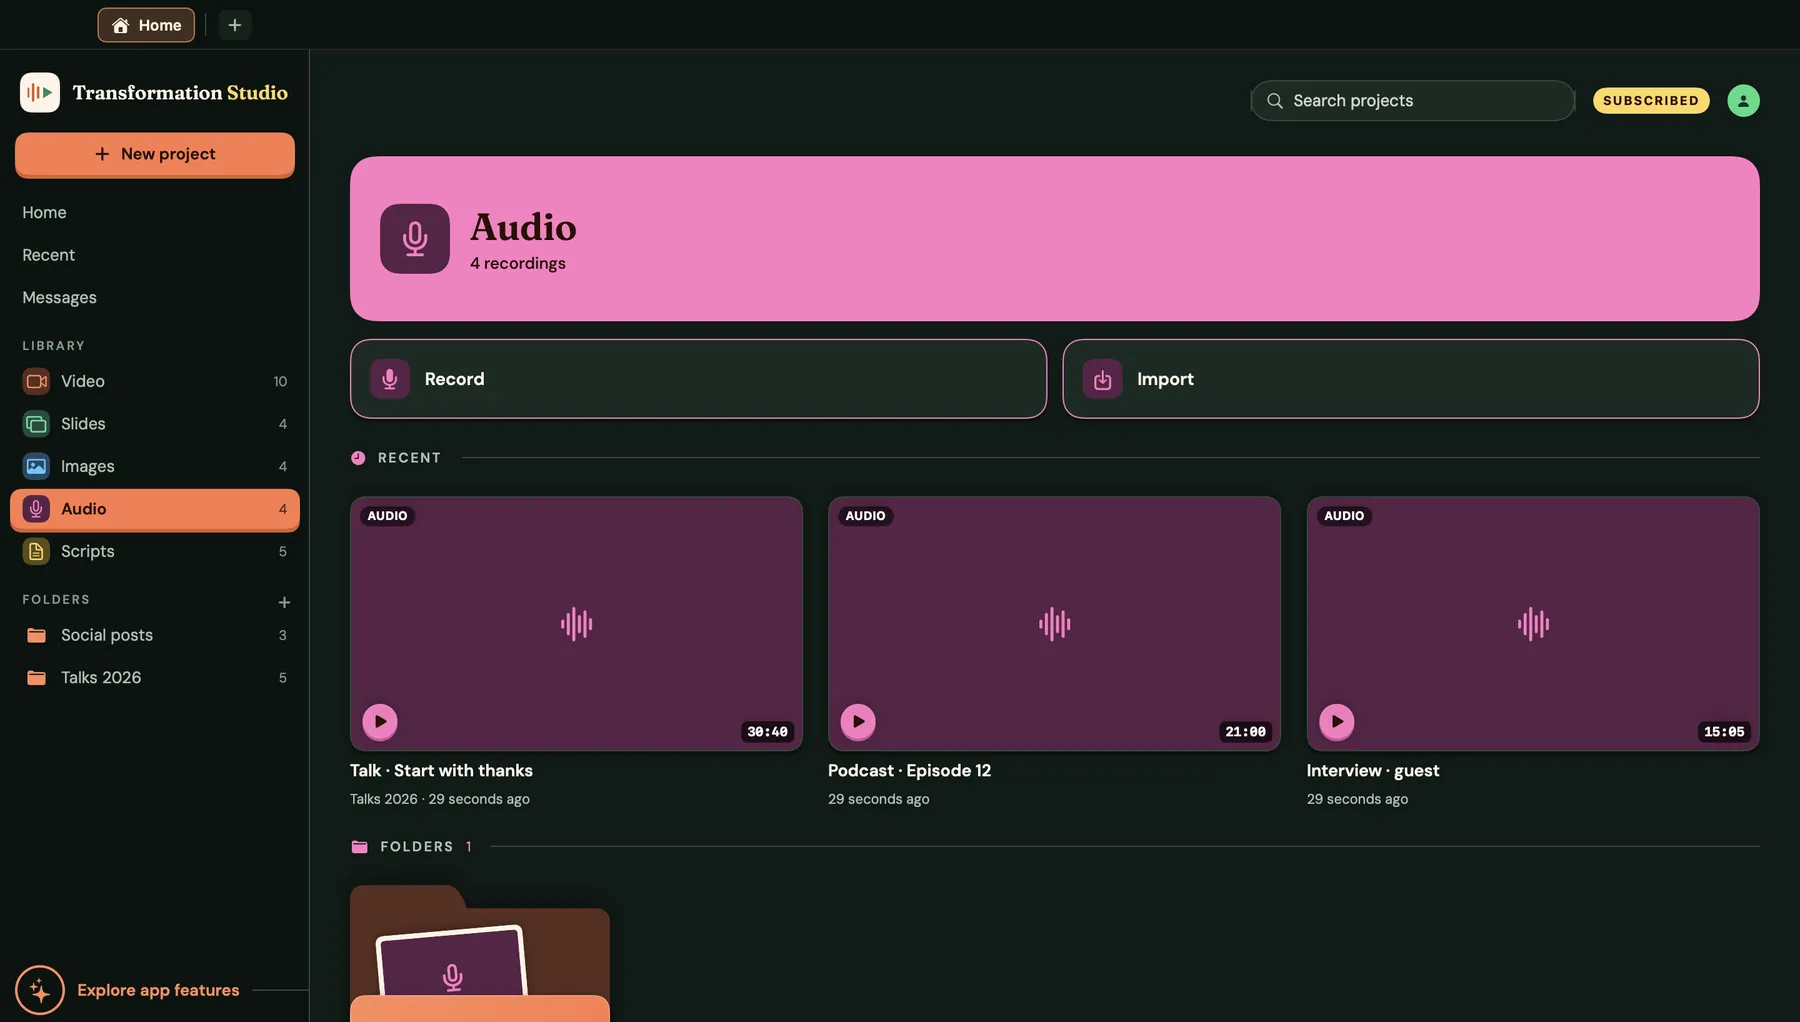 Home
Transformation Studio
New project
Home
Recent
Messages
LIBRARY
Video 10
Slides 4
Images 4
Audio 4
Scripts 5
FOLDERS
Social posts 3
Talks 2026 5
Explore app features
Search projects
SUBSCRIBED
Audio
4 recordings
Record
Import
RECENT
AUDIO
30:40
Talk · Start with thanks
Talks 2026 · 29 seconds ago
AUDIO
21:00
Podcast · Episode 12
29 seconds ago
AUDIO
15:05
Interview · guest
29 seconds ago
FOLDERS 1